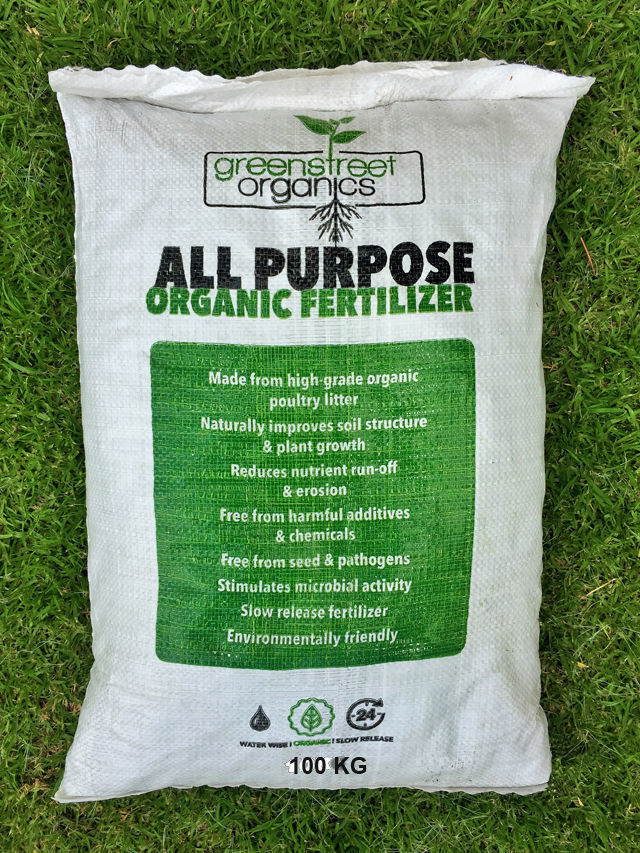 greenstreet
organics
ALL PURPOSE
ORGANIC FERTILIZER
Made from high-grade organic
poultry litter
Naturally improves soil structure
& plant growth
Reduces nutrient run-off
& erosion
Free from harmful additives
& chemicals
Free from seed & pathogens
Stimulates microbial activity
Slow release fertilizer
Environmentally friendly
24
WATER WISE | ORGANIC | SLOW RELEASE
100 KG